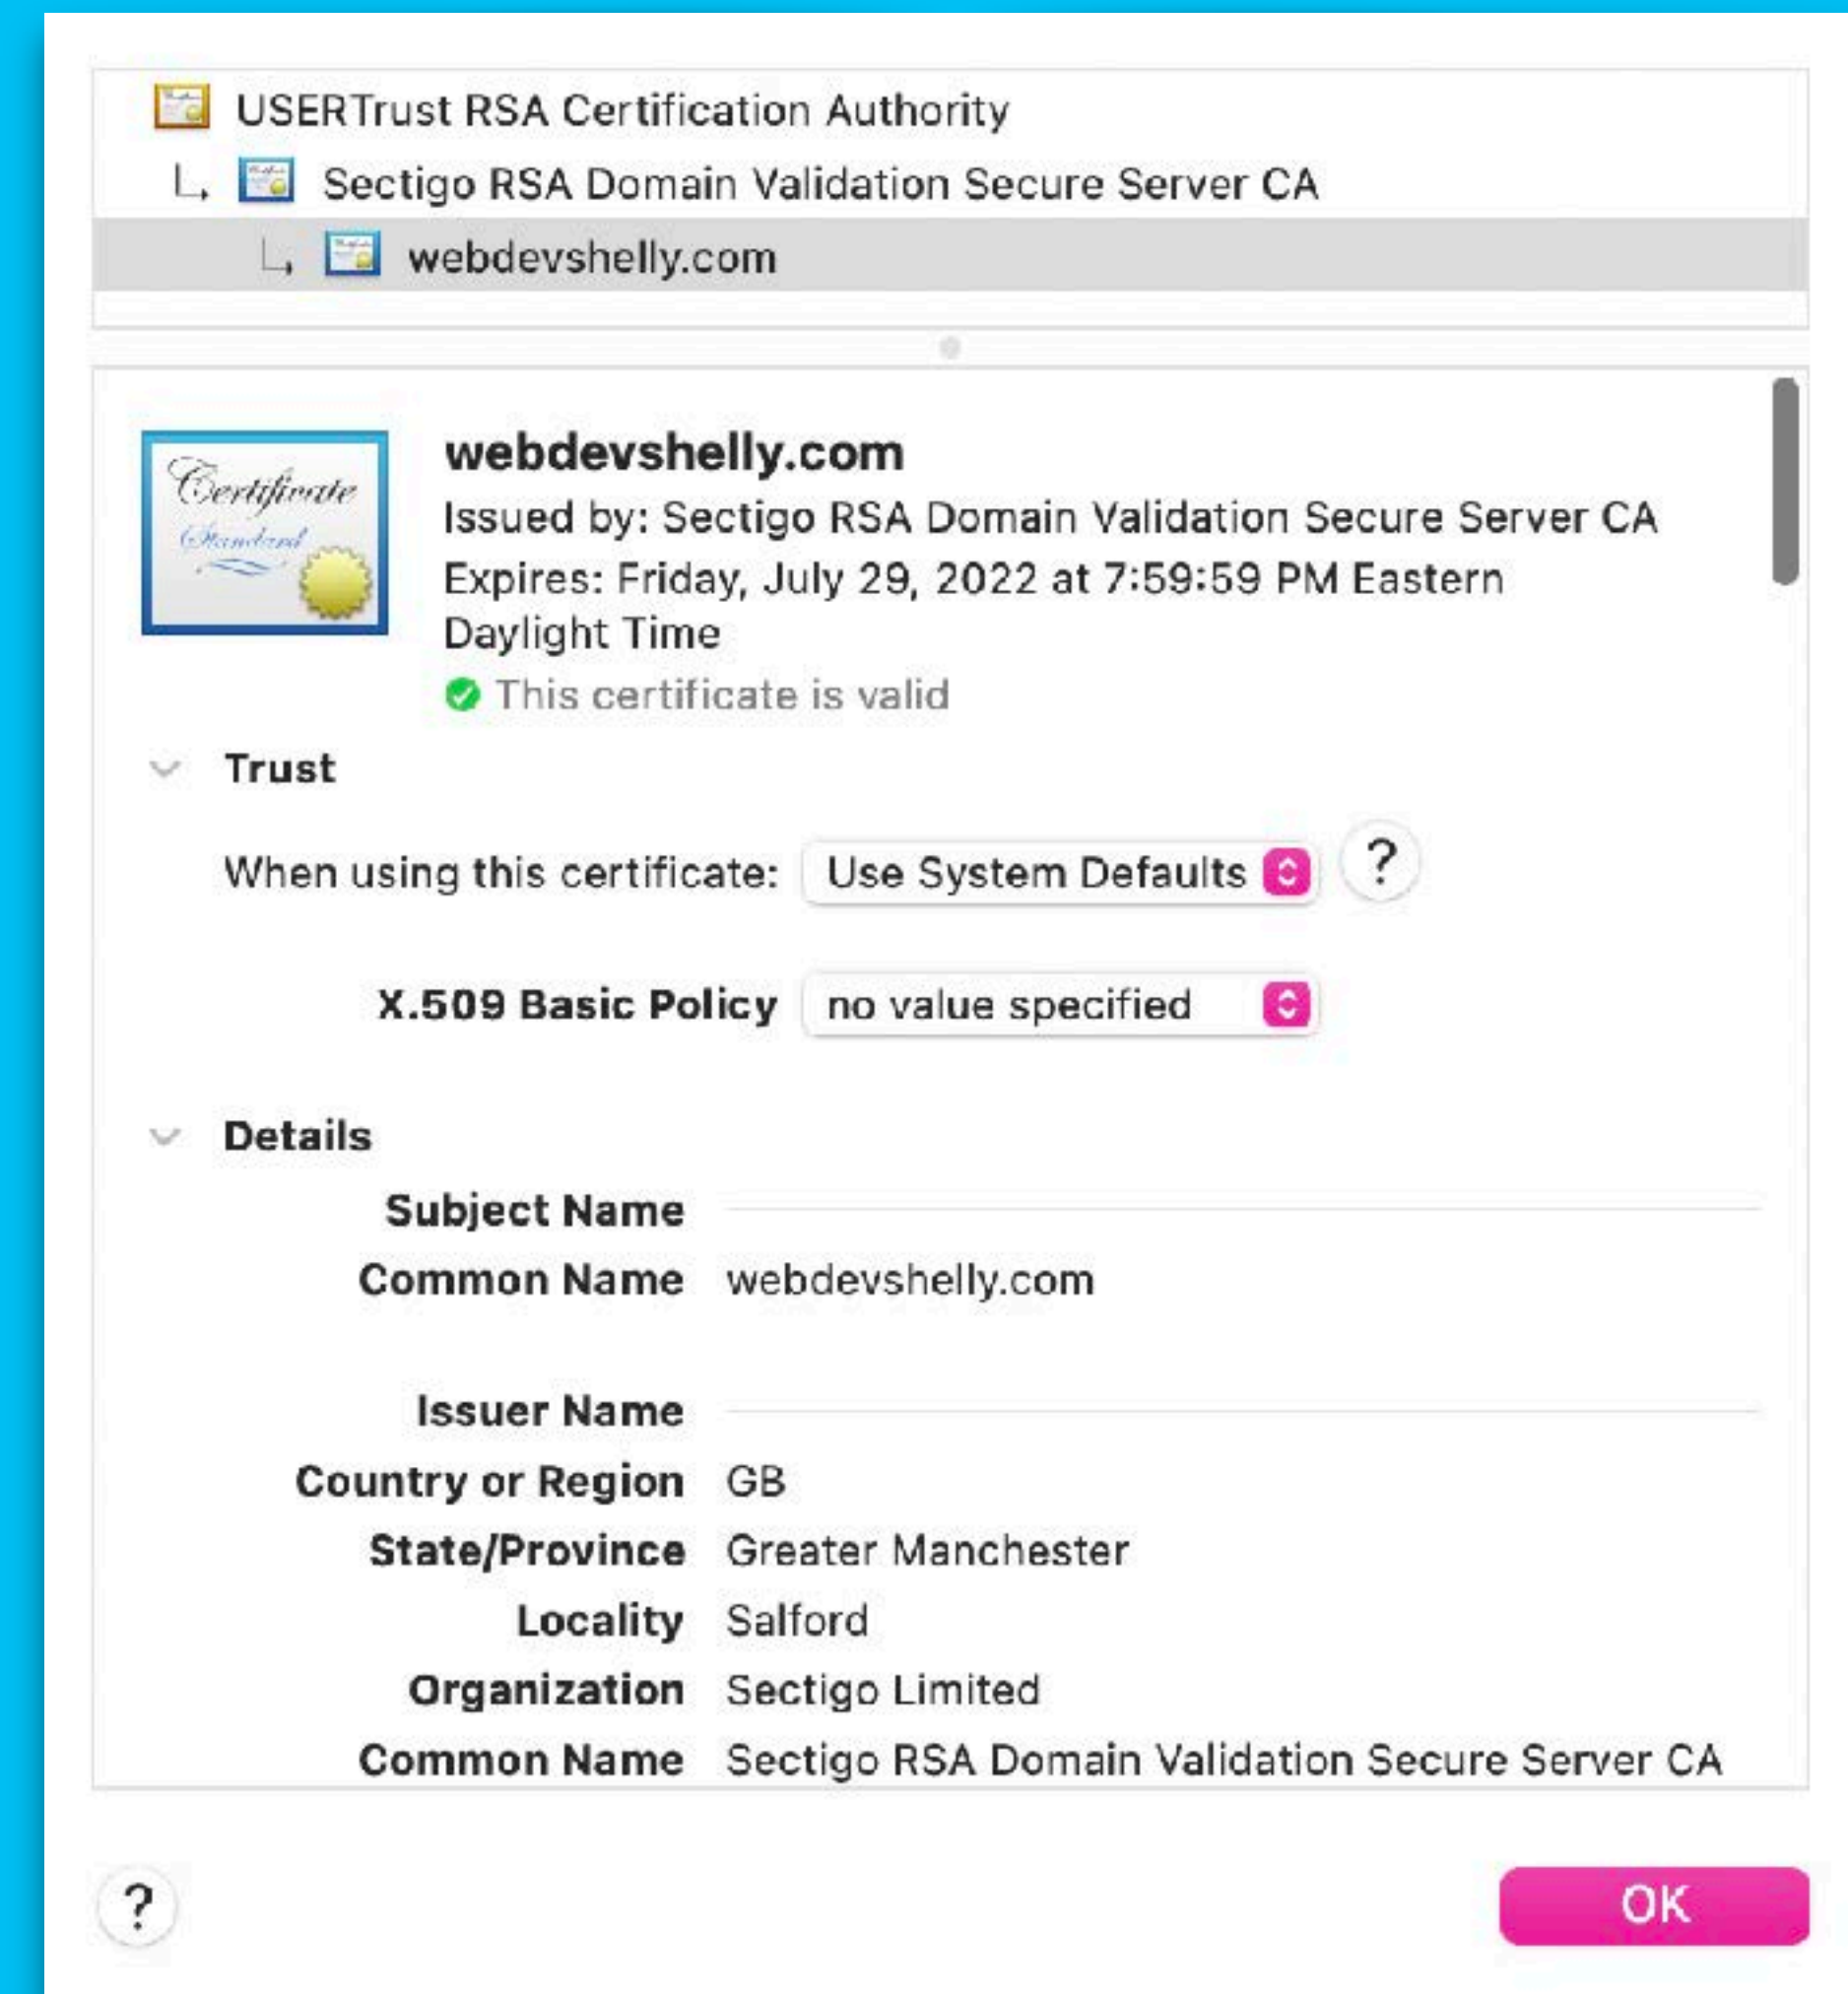 USERTrust RSA Certification Authority
Sectigo RSA Domain Validation Secure Server CA
webdevshelly.com
Certificate
Standard
webdevshelly.com
Issued by: Sectigo RSA Domain Validation Secure Server CA
Expires: Friday, July 29, 2022 at 7:59:59 PM Eastern
Daylight Time
This certificate is valid
Trust
When using this certificate: Use System Defaults ?
X.509 Basic Policy no value specified
Details
Subject Name
Common Name webdevshelly.com
Issuer Name
Country or Region GB
State/Province Greater Manchester
Locality Salford
Organization Sectigo Limited
Common Name Sectigo RSA Domain Validation Secure Server CA
? OK